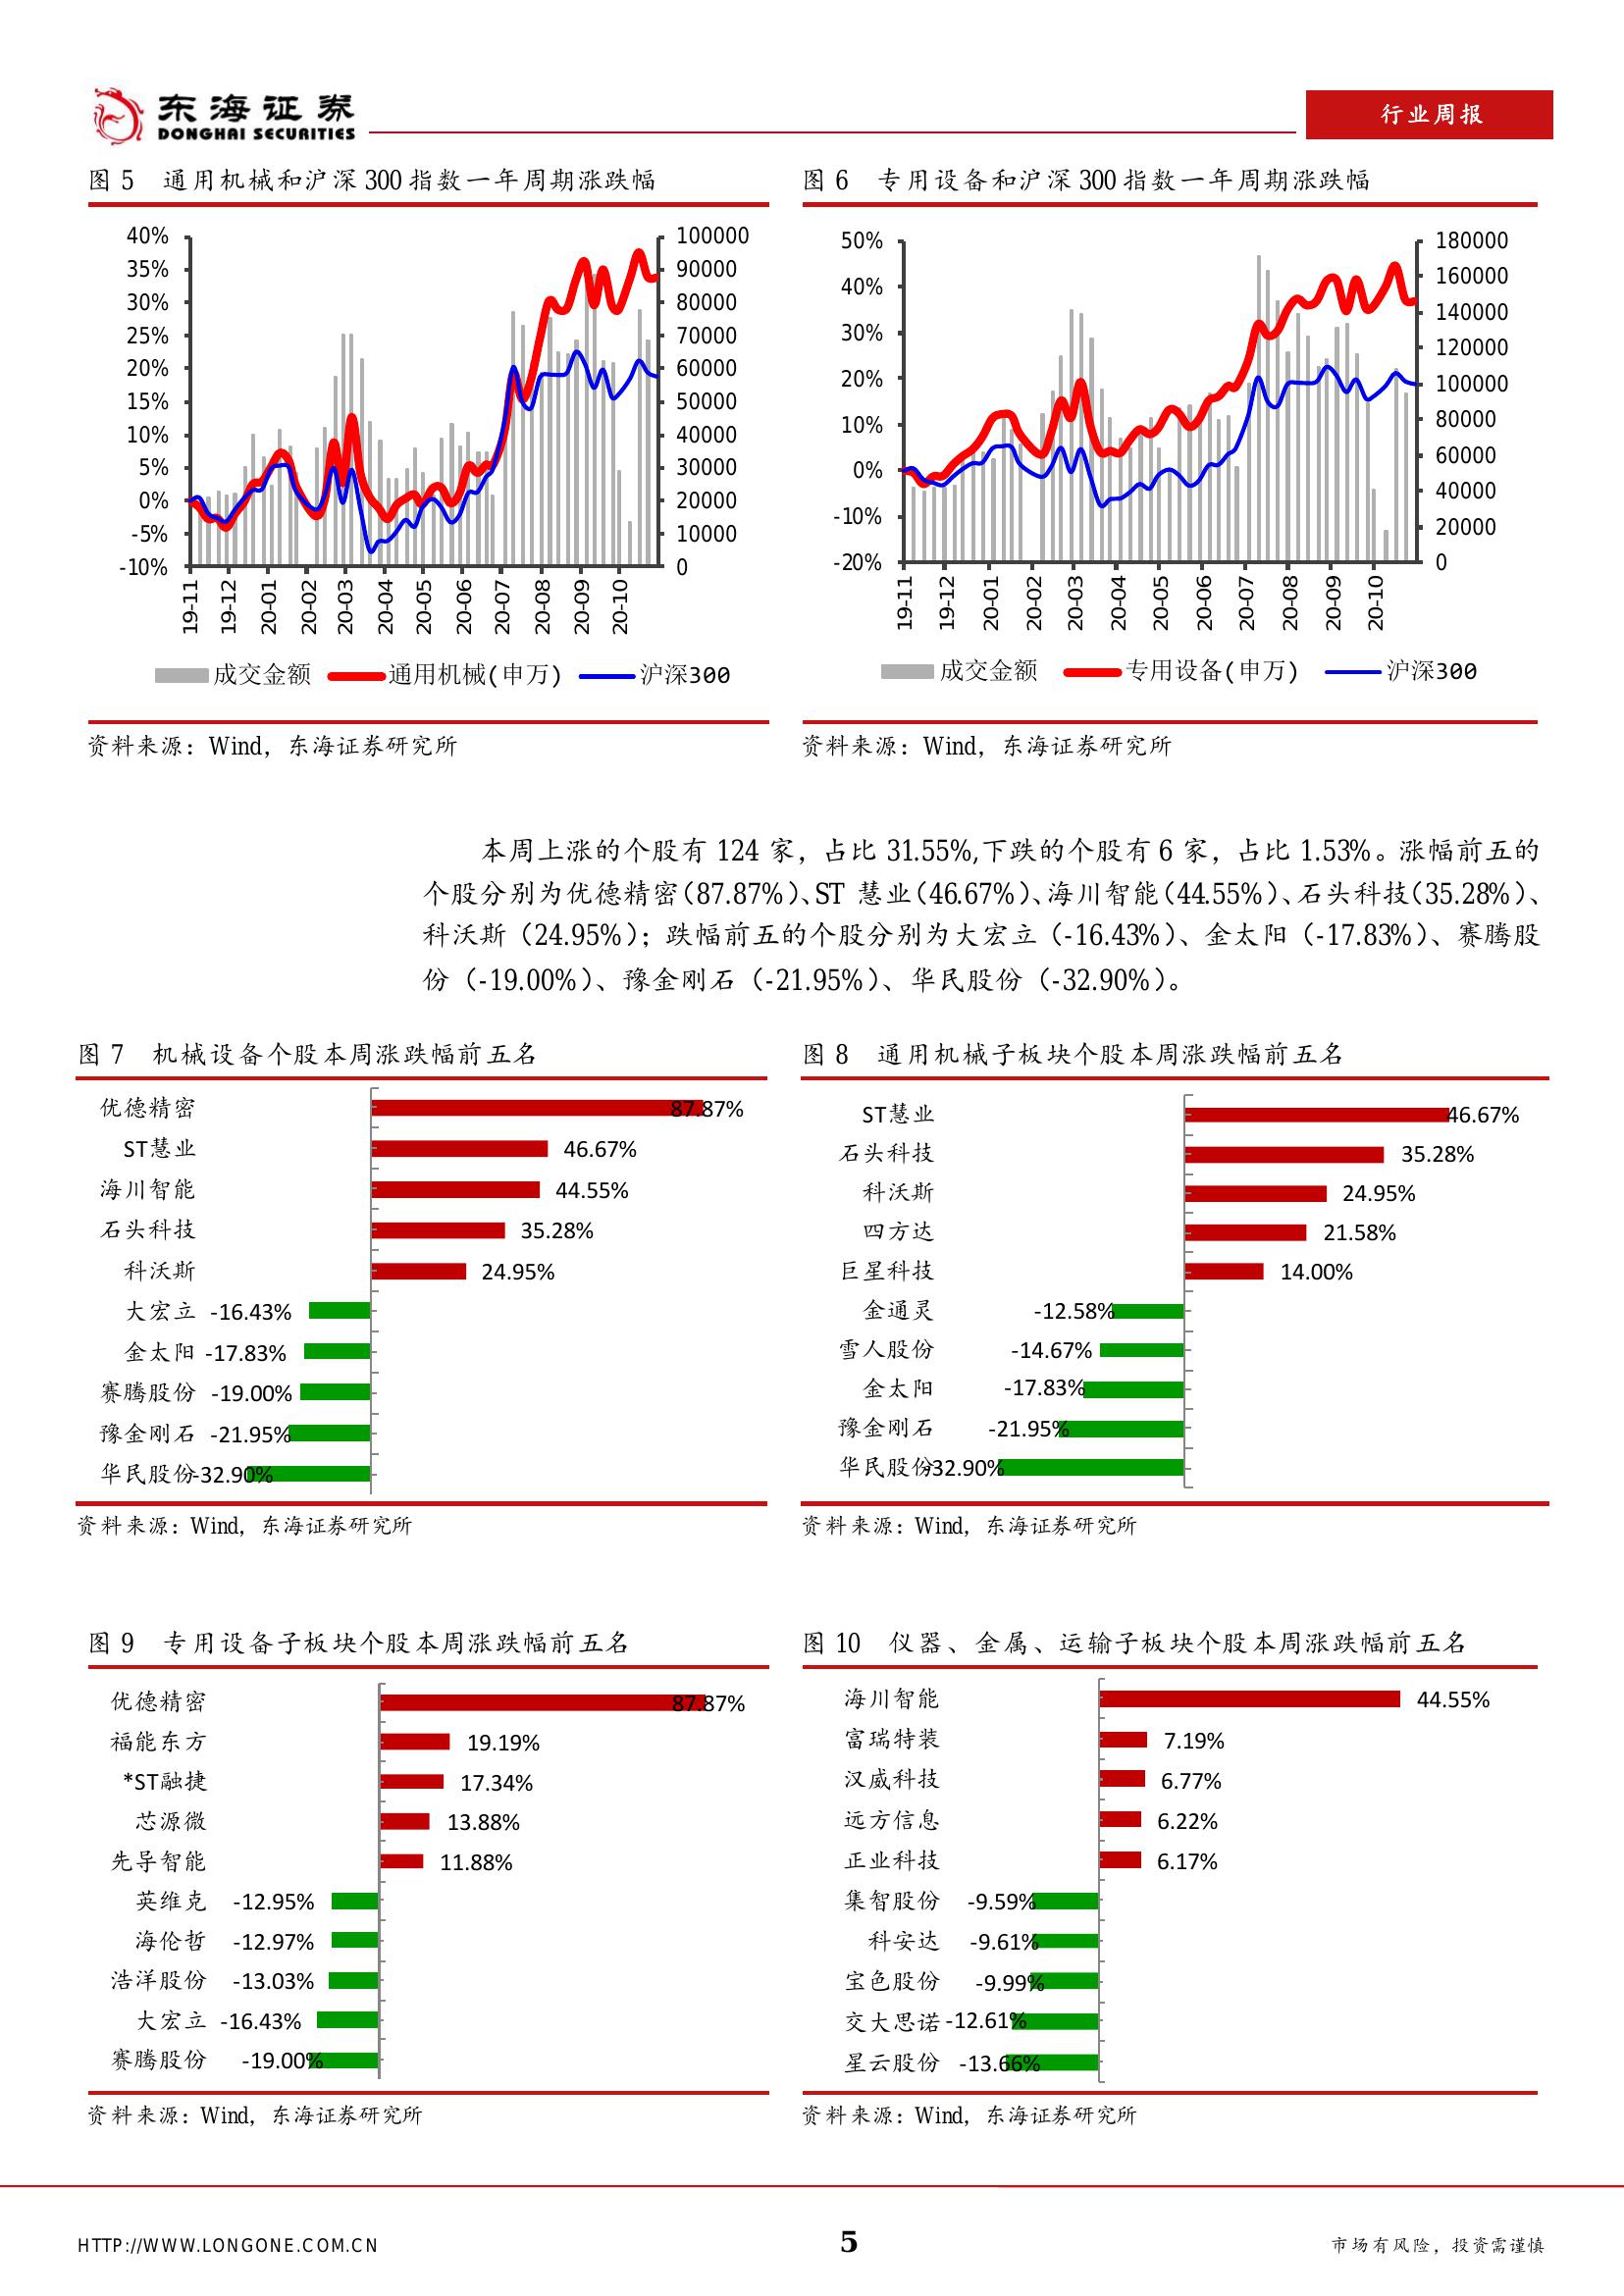 东海证券
DONGHAI SECURITIES
行业周报
图 5 通用机械和沪深 300 指数一年周期涨跌幅
40%
35%
30%
25%
20%
15%
10%
5%
0%
-5%
-10%
100000
90000
80000
70000
60000
50000
40000
30000
20000
10000
0
19-11
19-12
20-01
20-02
20-03
20-04
20-05
20-06
20-07
20-08
20-09
20-10
成交金额 通用机械(申万) 沪深300
资料来源：Wind，东海证券研究所
图 6 专用设备和沪深 300 指数一年周期涨跌幅
50%
40%
30%
20%
10%
0%
-10%
-20%
180000
160000
140000
120000
100000
80000
60000
40000
20000
0
19-11
19-12
20-01
20-02
20-03
20-04
20-05
20-06
20-07
20-08
20-09
20-10
成交金额 专用设备(申万) 沪深300
资料来源：Wind，东海证券研究所
本周上涨的个股有 124 家，占比 31.55%,下跌的个股有 6 家，占比 1.53%。涨幅前五的
个股分别为优德精密（87.87%）、ST 慧业（46.67%）、海川智能（44.55%）、石头科技（35.28%）、
科沃斯（24.95%）；跌幅前五的个股分别为大宏立（-16.43%）、金太阳（-17.83%）、赛腾股
份（-19.00%）、豫金刚石（-21.95%）、华民股份（-32.90%）。
图 7 机械设备个股本周涨跌幅前五名
优德精密 87.87%
ST慧业 46.67%
海川智能 44.55%
石头科技 35.28%
科沃斯 24.95%
大宏立 -16.43%
金太阳 -17.83%
赛腾股份 -19.00%
豫金刚石 -21.95%
华民股份 -32.90%
资料来源：Wind，东海证券研究所
图 8 通用机械子板块个股本周涨跌幅前五名
ST慧业 46.67%
石头科技 35.28%
科沃斯 24.95%
四方达 21.58%
巨星科技 14.00%
金通灵 -12.58%
雪人股份 -14.67%
金太阳 -17.83%
豫金刚石 -21.95%
华民股份 -32.90%
资料来源：Wind，东海证券研究所
图 9 专用设备子板块个股本周涨跌幅前五名
优德精密 87.87%
福能东方 19.19%
*ST融捷 17.34%
芯源微 13.88%
先导智能 11.88%
英维克 -12.95%
海伦哲 -12.97%
浩洋股份 -13.03%
大宏立 -16.43%
赛腾股份 -19.00%
资料来源：Wind，东海证券研究所
图 10 仪器、金属、运输子板块个股本周涨跌幅前五名
海川智能 44.55%
富瑞特装 7.19%
汉威科技 6.77%
远方信息 6.22%
正业科技 6.17%
集智股份 -9.59%
科安达 -9.61%
宝色股份 -9.99%
交大思诺 -12.61%
星云股份 -13.66%
资料来源：Wind，东海证券研究所
HTTP://WWW.LONGONE.COM.CN
5
市场有风险，投资需谨慎